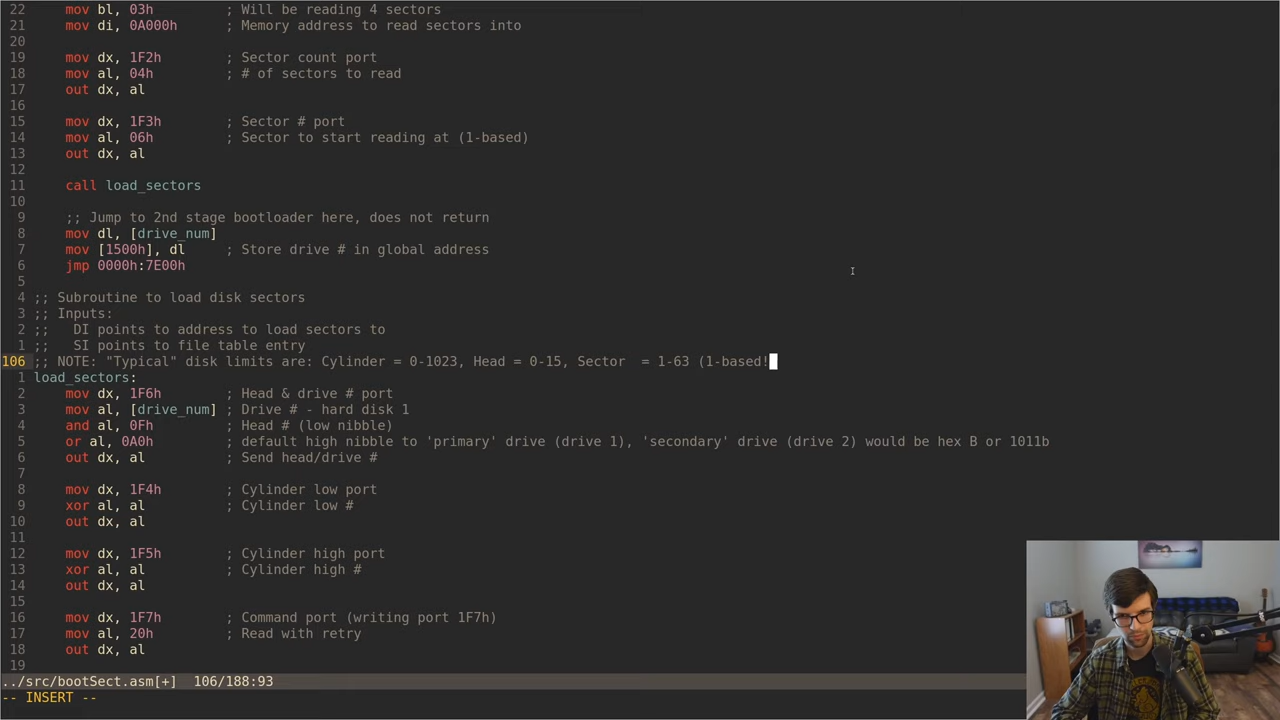 22 mov bl, 03h ; Will be reading 4 sectors
21 mov di, 0A000h ; Memory address to read sectors into
20
19 mov dx, 1F2h ; Sector count port
18 mov al, 04h ; # of sectors to read
17 out dx, al
16
15 mov dx, 1F3h ; Sector # port
14 mov al, 06h ; Sector to start reading at (1-based)
13 out dx, al
12
11 call load_sectors
10
9 ;; Jump to 2nd stage bootloader here, does not return
8 mov dl, [drive_num]
7 mov [1500h], dl ; Store drive # in global address
6 jmp 0000h:7E00h
5
4 ;; Subroutine to load disk sectors
3 ;; Inputs:
2 ;; DI points to address to load sectors to
1 ;; SI points to file table entry
106 ;; NOTE: "Typical" disk limits are: Cylinder = 0-1023, Head = 0-15, Sector  = 1-63 (1-based!
1 load_sectors:
2 mov dx, 1F6h ; Head & drive # port
3 mov al, [drive_num] ; Drive # - hard disk 1
4 and al, 0Fh ; Head # (low nibble)
5 or al, 0A0h ; default high nibble to 'primary' drive (drive 1), 'secondary' drive (drive 2) would be hex B or 1011b
6 out dx, al ; Send head/drive #
7
8 mov dx, 1F4h ; Cylinder low port
9 xor al, al ; Cylinder low #
10 out dx, al
11
12 mov dx, 1F5h ; Cylinder high port
13 xor al, al ; Cylinder high #
14 out dx, al
15
16 mov dx, 1F7h ; Command port (writing port 1F7h)
17 mov al, 20h ; Read with retry
18 out dx, al
19
../src/bootSect.asm[+] 106/188:93
-- INSERT --